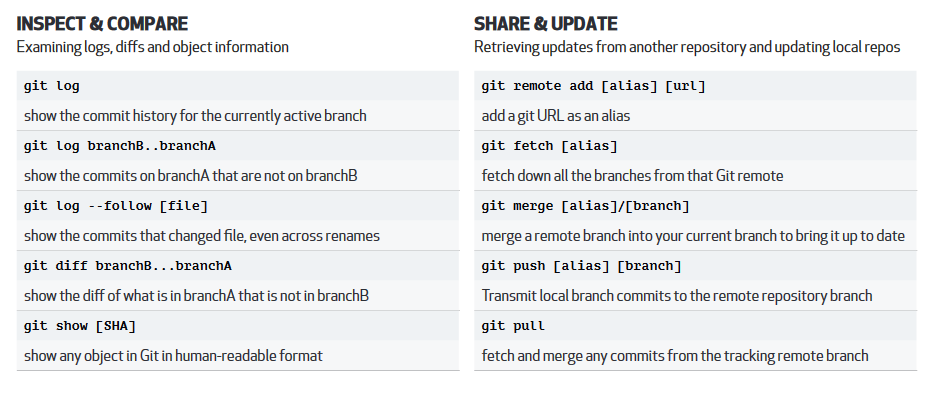 INSPECT & COMPARE
Examining logs, diffs and object information
git log
show the commit history for the currently active branch
git log branchB..branchA
show the commits on branchA that are not on branchB
git log --follow [file]
show the commits that changed file, even across renames
git diff branchB...branchA
show the diff of what is in branchA that is not in branchB
git show [SHA]
show any object in Git in human-readable format
SHARE & UPDATE
Retrieving updates from another repository and updating local repos
git remote add [alias] [url]
add a git URL as an alias
git fetch [alias]
fetch down all the branches from that Git remote
git merge [alias]/[branch]
merge a remote branch into your current branch to bring it up to date
git push [alias] [branch]
Transmit local branch commits to the remote repository branch
git pull
fetch and merge any commits from the tracking remote branch